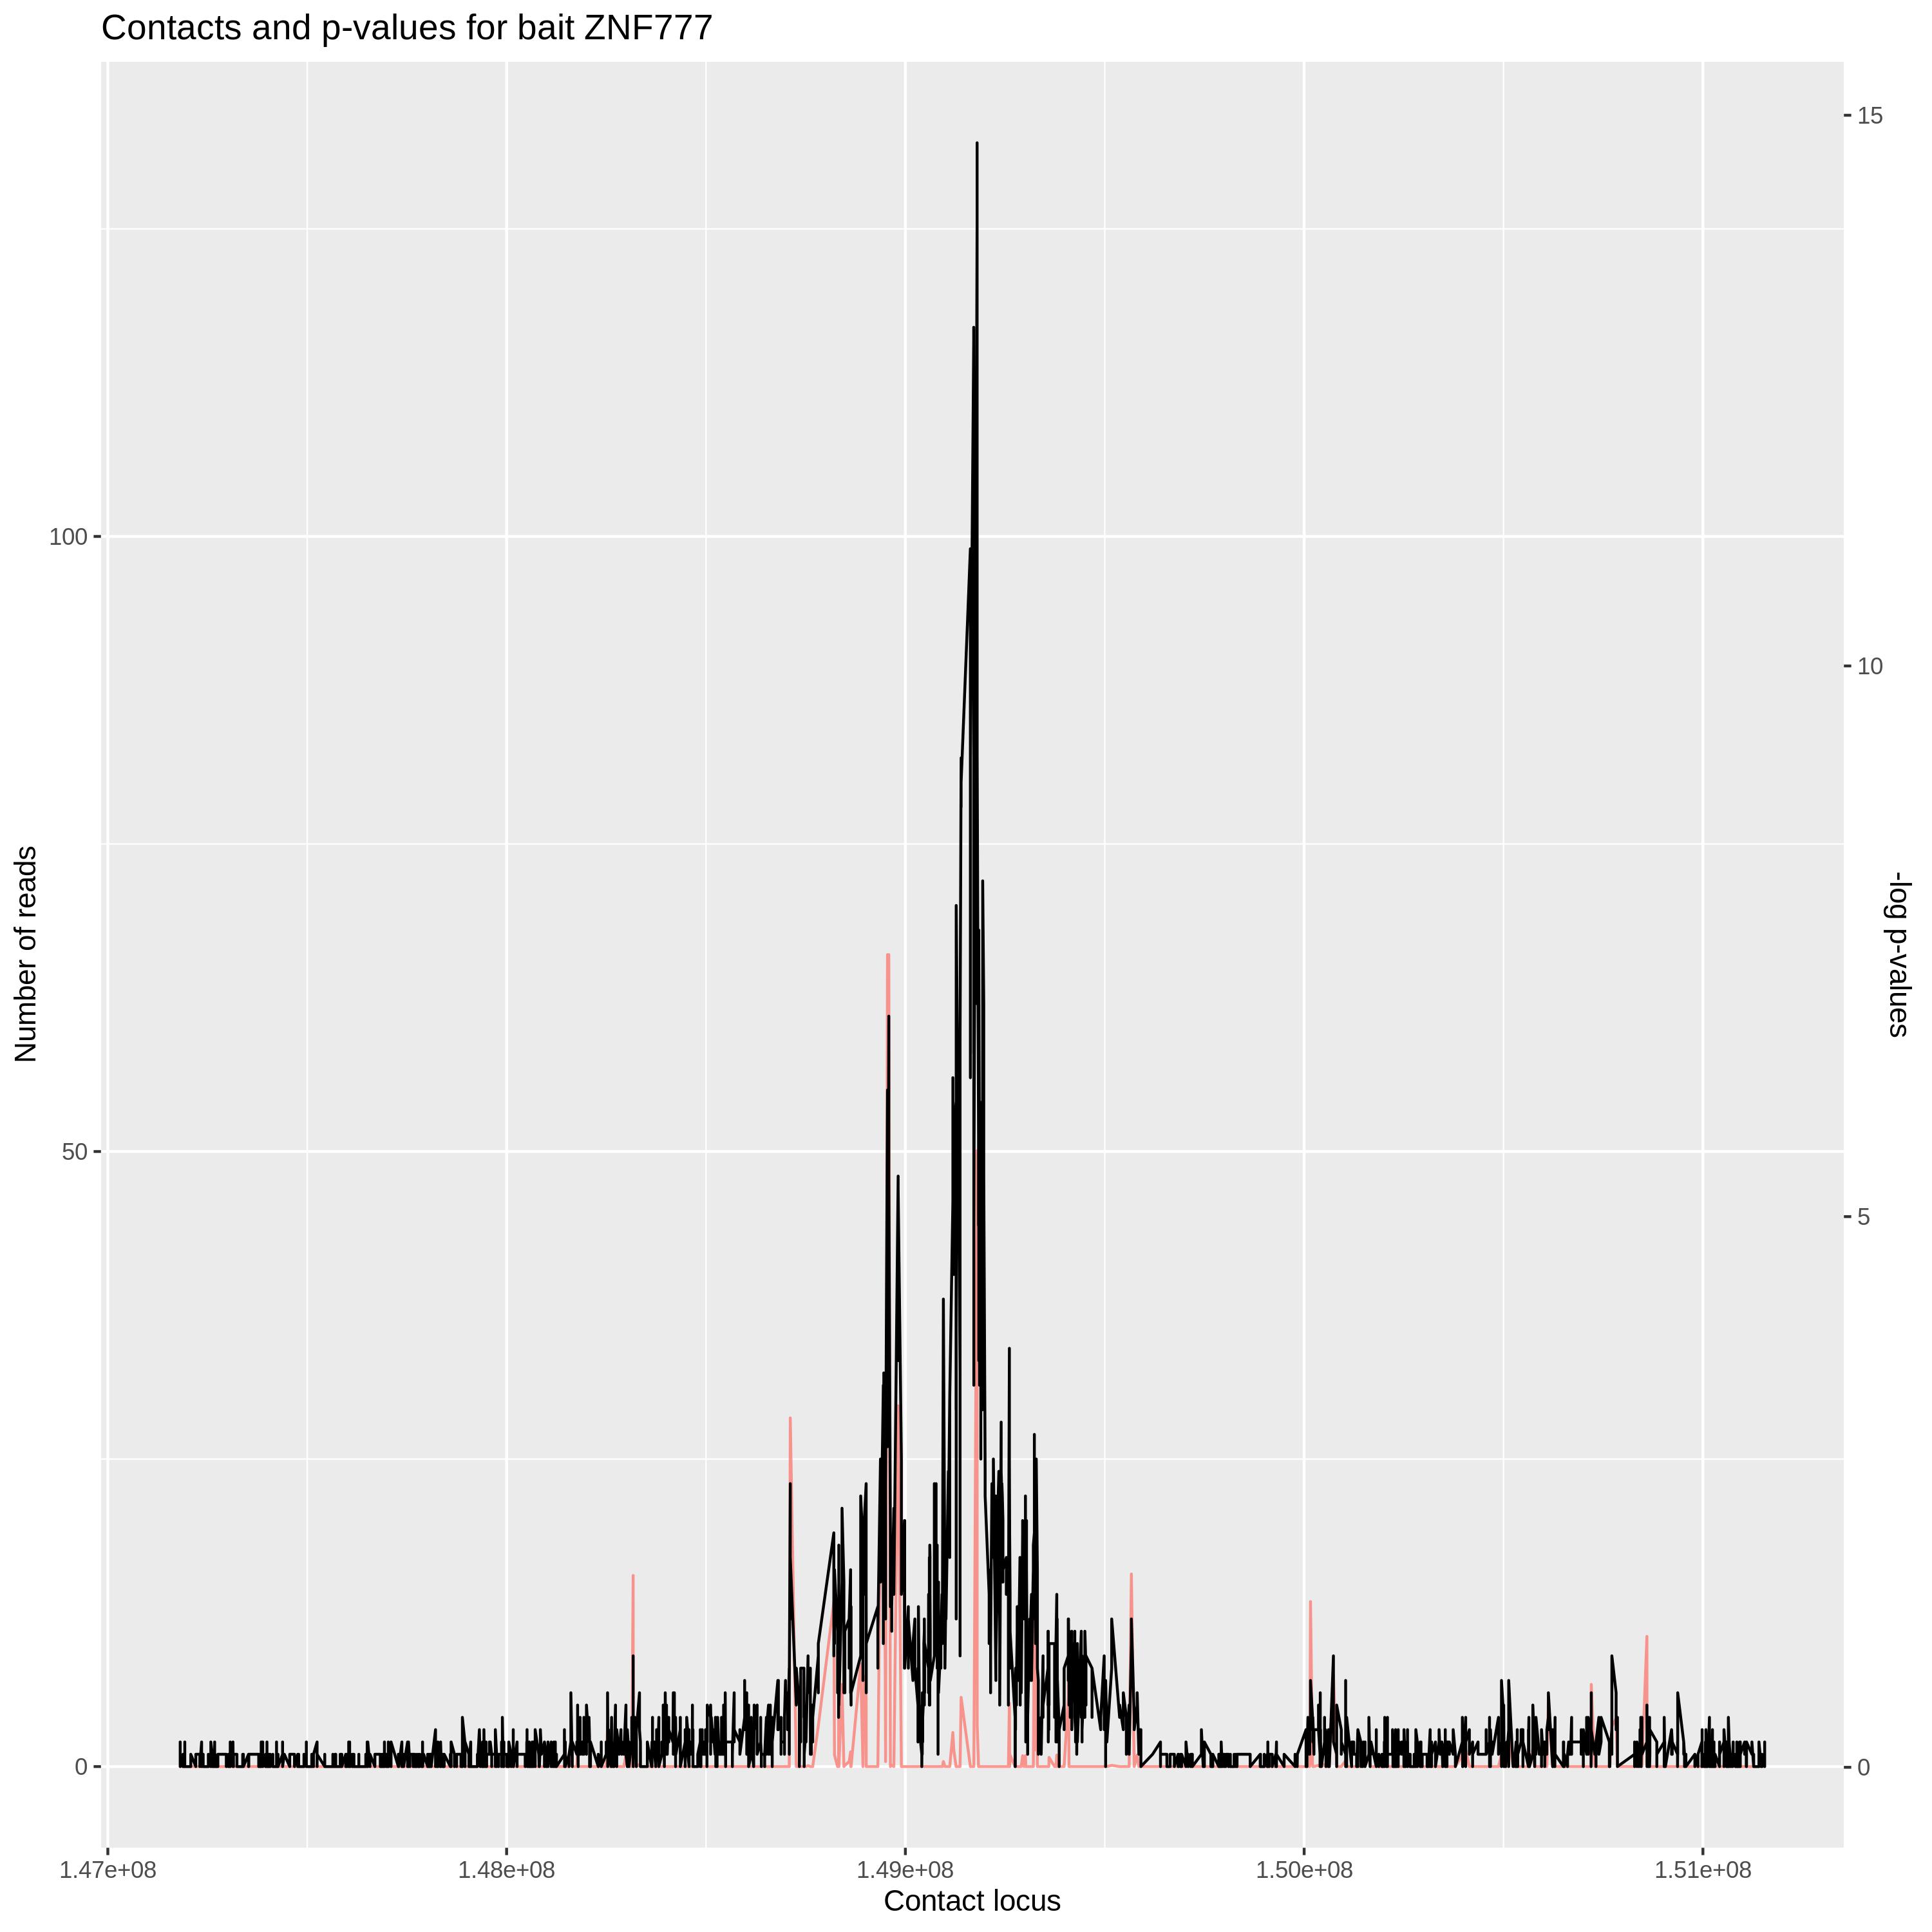 Contacts and p-values for bait ZNF777
Number of reads
100
50
0
15
10
5
0
-log p-values
1.47e+08
1.48e+08
1.49e+08
1.50e+08
1.51e+08
Contact locus